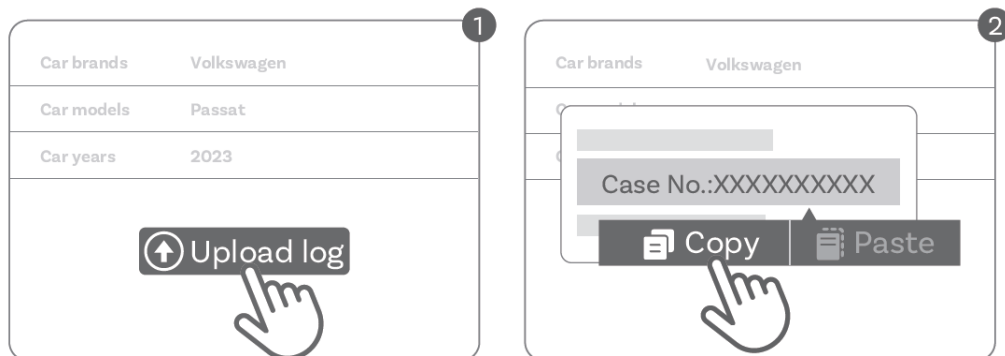 1
Car brands Volkswagen
Car models Passat
Car years 2023
Upload log
2
Car brands Volkswagen
Case No.:XXXXXXXXXX
Copy Paste